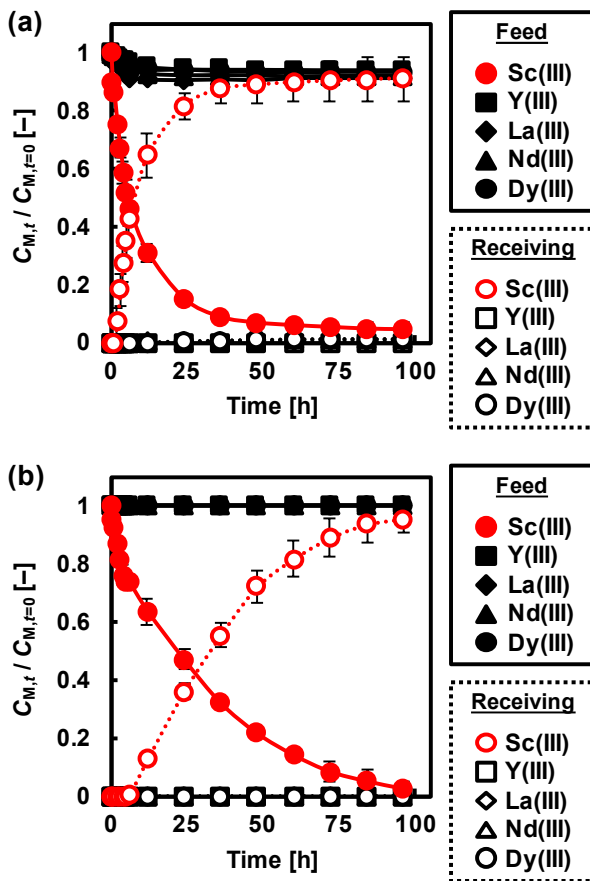 (a)
C_M,t / C_M,t=0 [–]
1
0.8
0.6
0.4
0.2
0
0 25 50 75 100
Time [h]
Feed
Sc(III)
Y(III)
La(III)
Nd(III)
Dy(III)
Receiving
Sc(III)
Y(III)
La(III)
Nd(III)
Dy(III)
(b)
C_M,t / C_M,t=0 [–]
1
0.8
0.6
0.4
0.2
0
0 25 50 75 100
Time [h]
Feed
Sc(III)
Y(III)
La(III)
Nd(III)
Dy(III)
Receiving
Sc(III)
Y(III)
La(III)
Nd(III)
Dy(III)